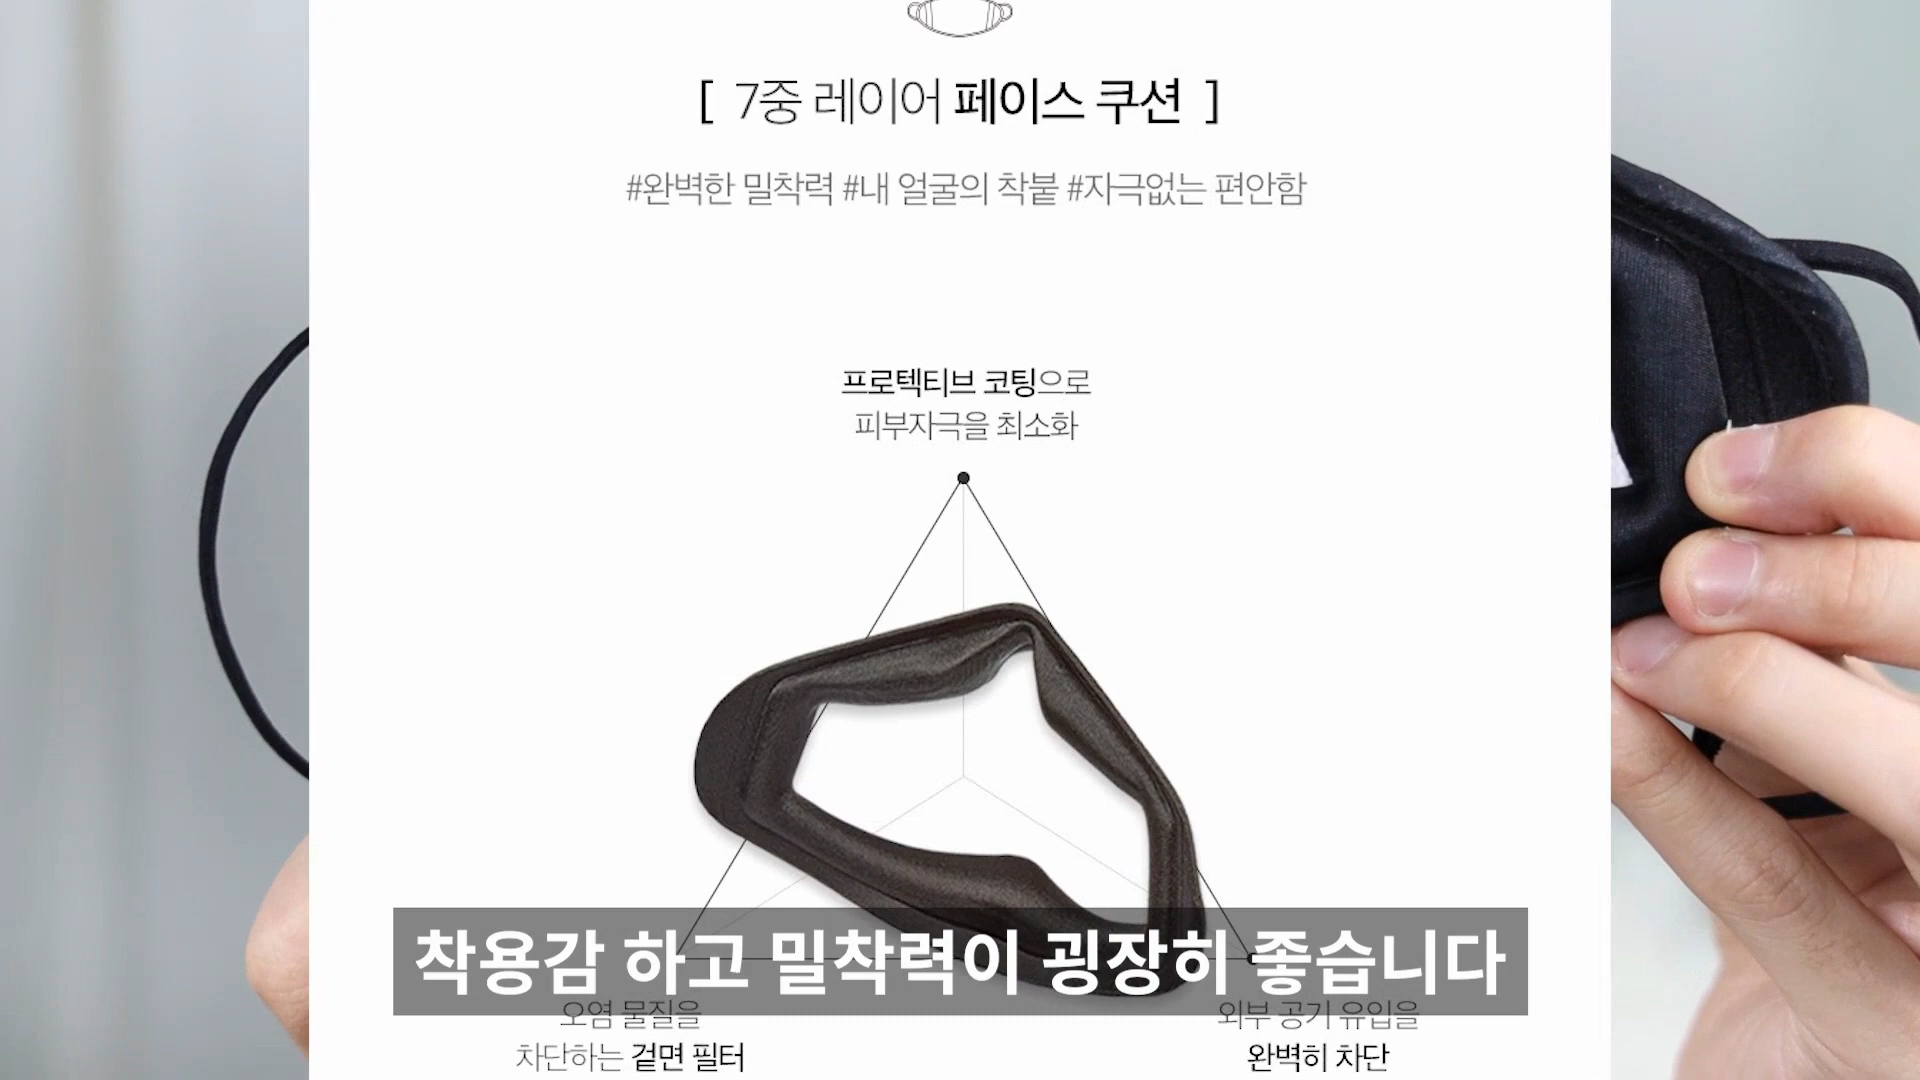 [ 7중 레이어 페이스 쿠션 ]
#완벽한 밀착력 #내 얼굴의 착붙 #자극없는 편안함
프로텍티브 코팅으로
피부자극을 최소화
착용감 하고 밀착력이 굉장히 좋습니다
오염 물질을
차단하는 겉면 필터
외부 공기 유입을
완벽히 차단